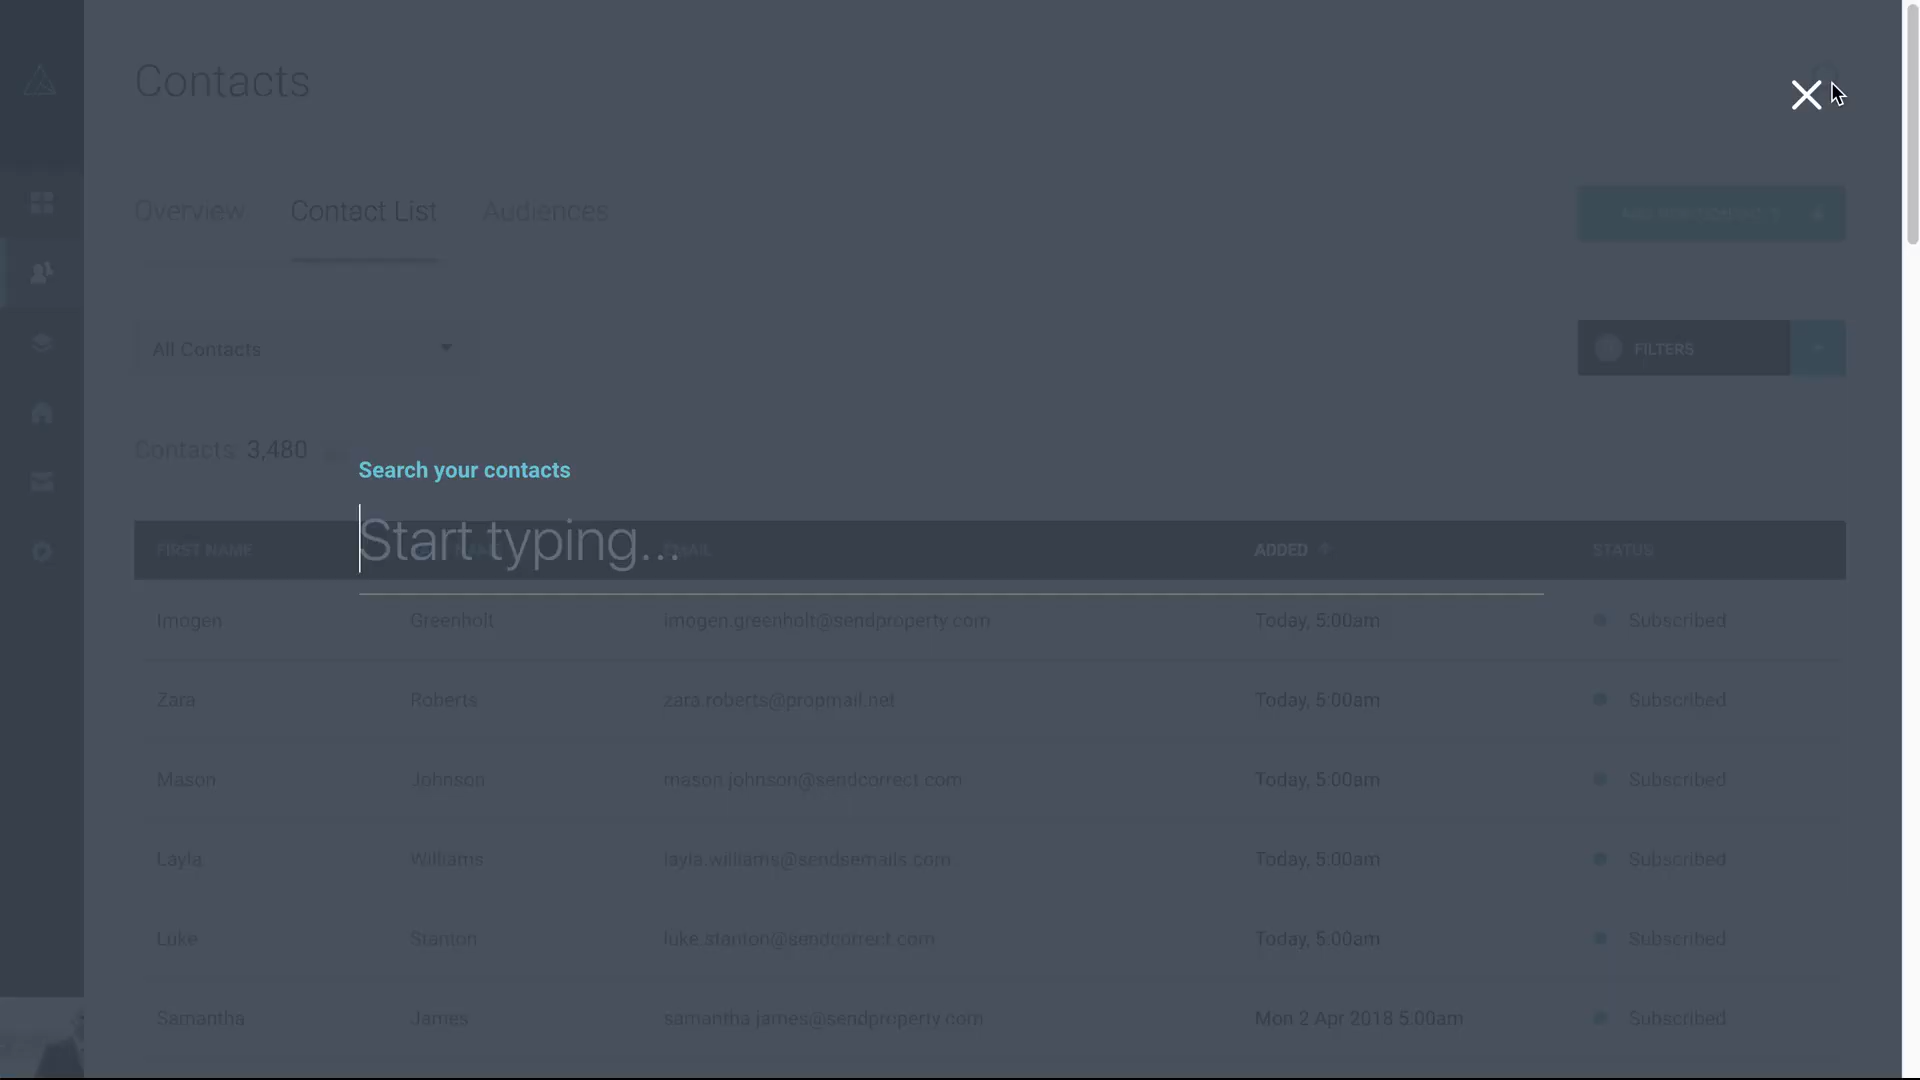 Contacts
Overview Contact List Audiences
All Contacts
FILTERS
Contacts 3,480
Search your contacts
Start typing...
FIRST NAME NAME EMAIL ADDED STATUS
Imogen Greenholt imogen.greenholt@sendproperty.com Today, 5:00am Subscribed
Zara Roberts zara.roberts@propmail.net Today, 5:00am Subscribed
Mason Johnson mason.johnson@sendcorrect.com Today, 5:00am Subscribed
Layla Williams layla.williams@sendsemails.com Today, 5:00am Subscribed
Luke Stanton luke.stanton@sendcorrect.com Today, 5:00am Subscribed
Samantha James samantha.james@sendproperty.com Mon 2 Apr 2018 5:00am Subscribed